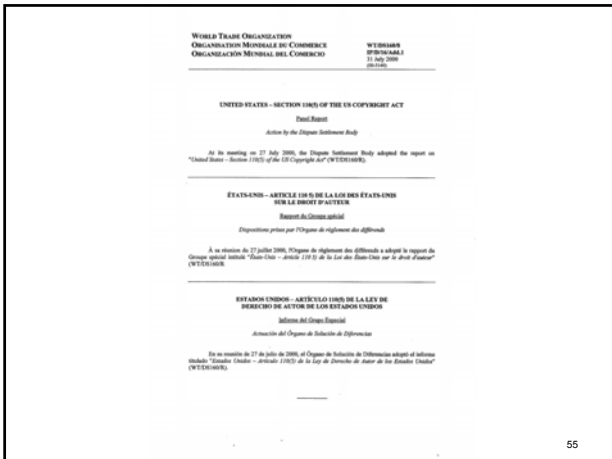 WORLD TRADE ORGANIZATION
ORGANISATION MONDIALE DU COMMERCE
ORGANIZACIÓN MUNDIAL DEL COMERCIO
WT/DS160/8
IP/D/16/Add.1
31 July 2000
(00-3140)
UNITED STATES – SECTION 110(5) OF THE US COPYRIGHT ACT
Panel Report
Action by the Dispute Settlement Body
At its meeting on 27 July 2000, the Dispute Settlement Body adopted the report on
"United States – Section 110(5) of the US Copyright Act" (WT/DS160/R).
ÉTATS-UNIS – ARTICLE 110 5) DE LA LOI DES ÉTATS-UNIS
SUR LE DROIT D'AUTEUR
Rapport du Groupe spécial
Dispositions prises par l'Organe de règlement des différends
À sa réunion du 27 juillet 2000, l'Organe de règlement des différends a adopté le rapport du
Groupe spécial intitulé "États-Unis – Article 110 5) de la Loi des États-Unis sur le droit d'auteur"
(WT/DS160/R
ESTADOS UNIDOS – ARTÍCULO 110(5) DE LA LEY DE
DERECHO DE AUTOR DE LOS ESTADOS UNIDOS
Informe del Grupo Especial
Actuación del Órgano de Solución de Diferencias
En su reunión de 27 de julio de 2000, el Órgano de Solución de Diferencias adoptó el informe
titulado "Estados Unidos – Artículo 110(5) de la Ley de Derecho de Autor de los Estados Unidos"
(WT/DS160/R).
55